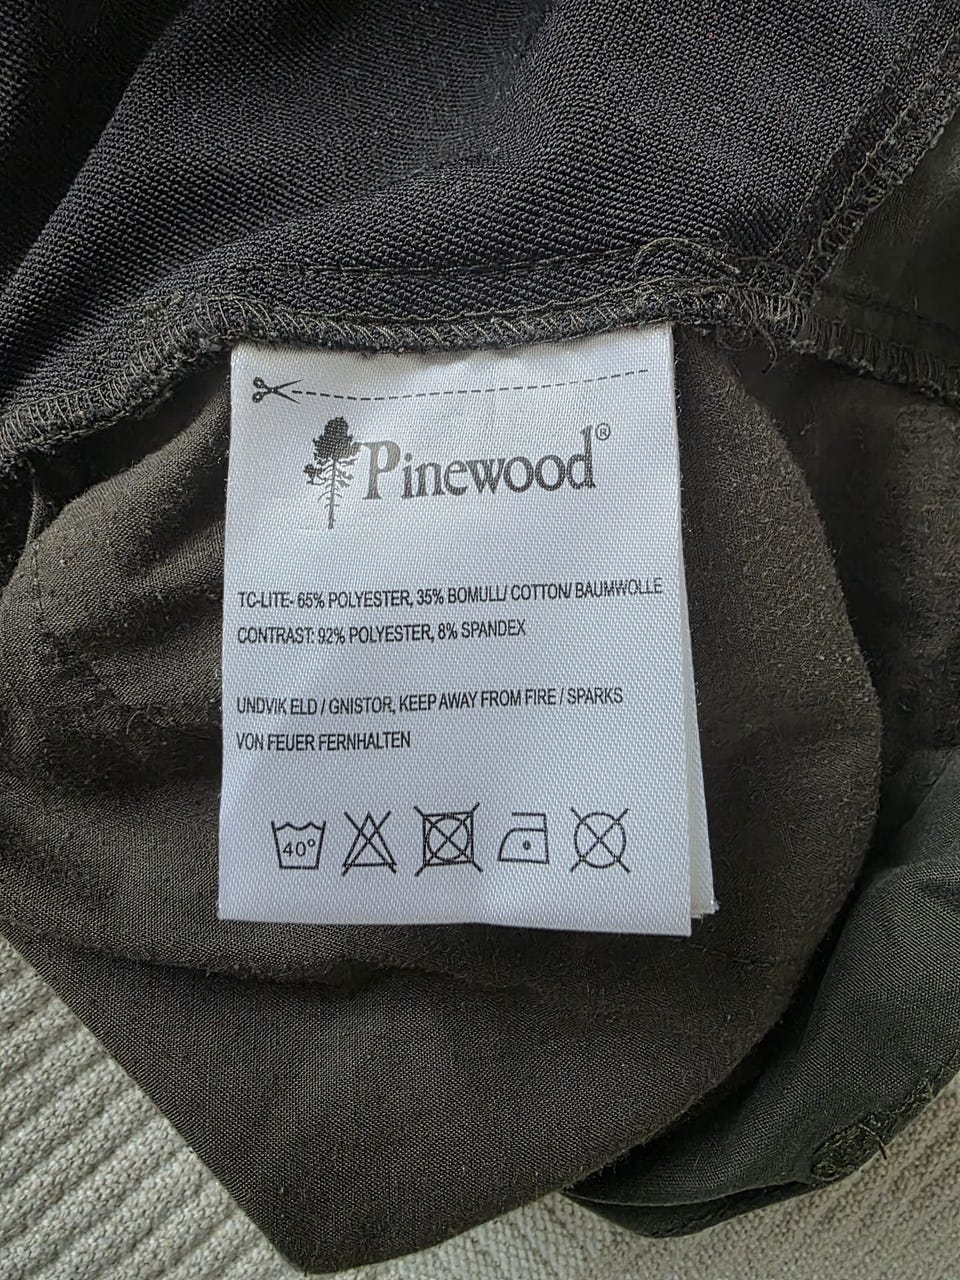 Pinewood®
TC-LITE- 65% POLYESTER, 35% BOMULL/ COTTON/ BAUMWOLLE
CONTRAST: 92% POLYESTER, 8% SPANDEX
UNDVIK ELD / GNISTOR, KEEP AWAY FROM FIRE / SPARKS
VON FEUER FERNHALTEN
40°